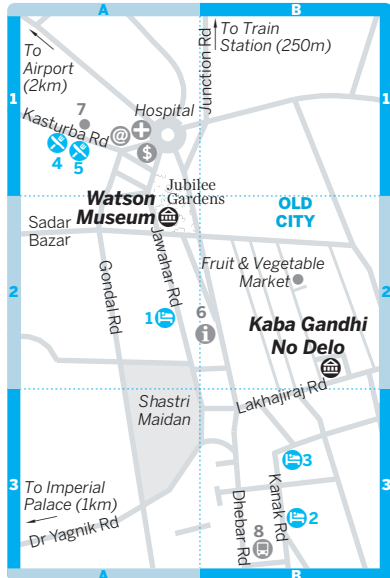 A
B
To Train
Station (250m)
To
Airport
(2km)
Junction Rd
1
1
7
Hospital
Kasturba Rd
@
$
4
5
Jubilee
Gardens
Watson
Museum
OLD
CITY
Sadar
Bazar
Jawahar Rd
Gondal Rd
Fruit & Vegetable
Market
2
2
1
6
i
Kaba Gandhi
No Delo
Shastri
Maidan
Lakhajiraj Rd
3
3
3
To Imperial
Palace (1km)
Kanak Rd
2
Dr Yagnik Rd
Dhebar Rd
8
A
B